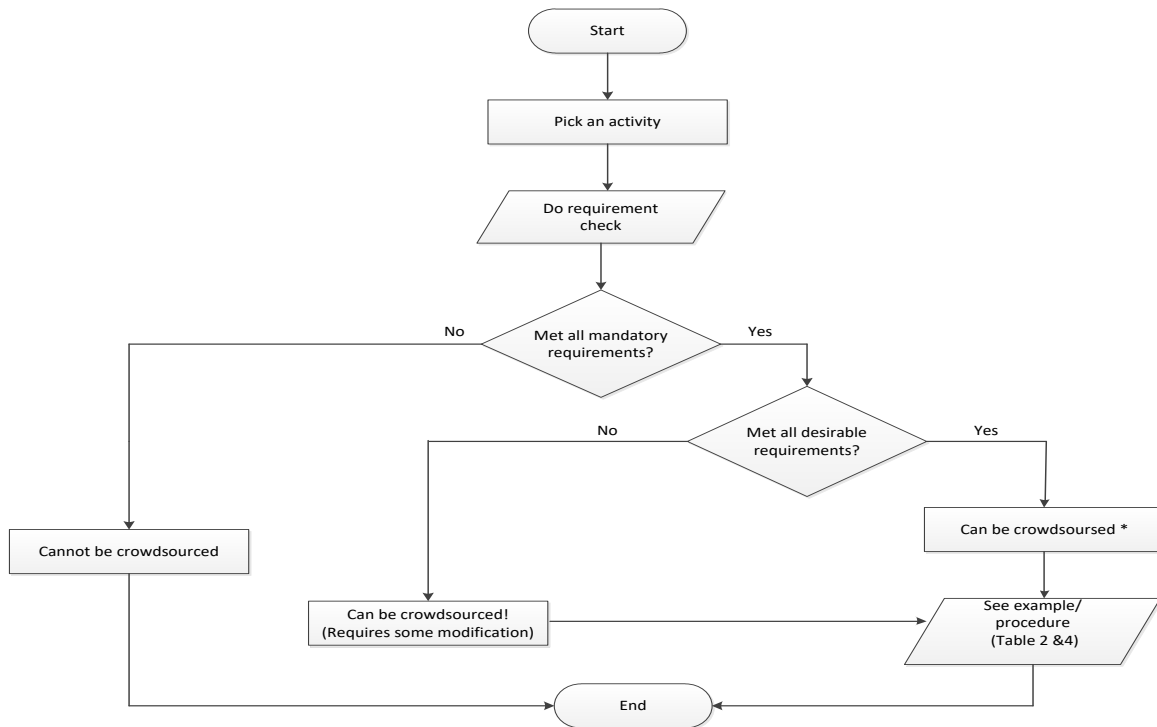 Start
Pick an activity
Do requirement
check
No
Met all mandatory
requirements?
Yes
No
Met all desirable
requirements?
Yes
Cannot be crowdsourced
Can be crowdsoursed *
Can be crowdsourced!
(Requires some modification)
See example/
procedure
(Table 2 &4)
End